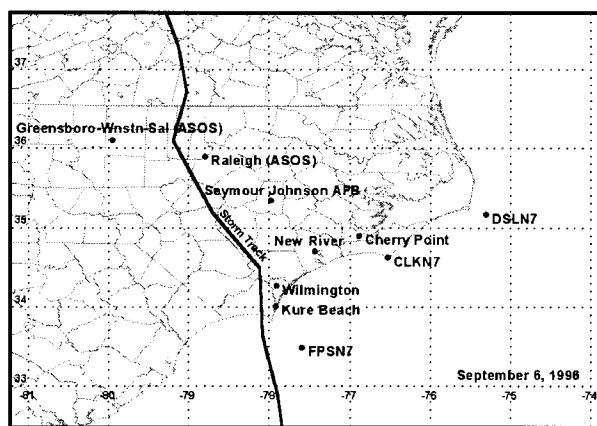 37
Greensboro-Wnstn-Sal (ASOS)
36
Raleigh (ASOS)
Seymour Johnson AFB
35
DSLN7
Storm Track
New River
Cherry Point
CLKN7
Wilmington
34
Kure Beach
FPSN7
33
September 6, 1996
-81
-80
-79
-78
-77
-76
-75
-74